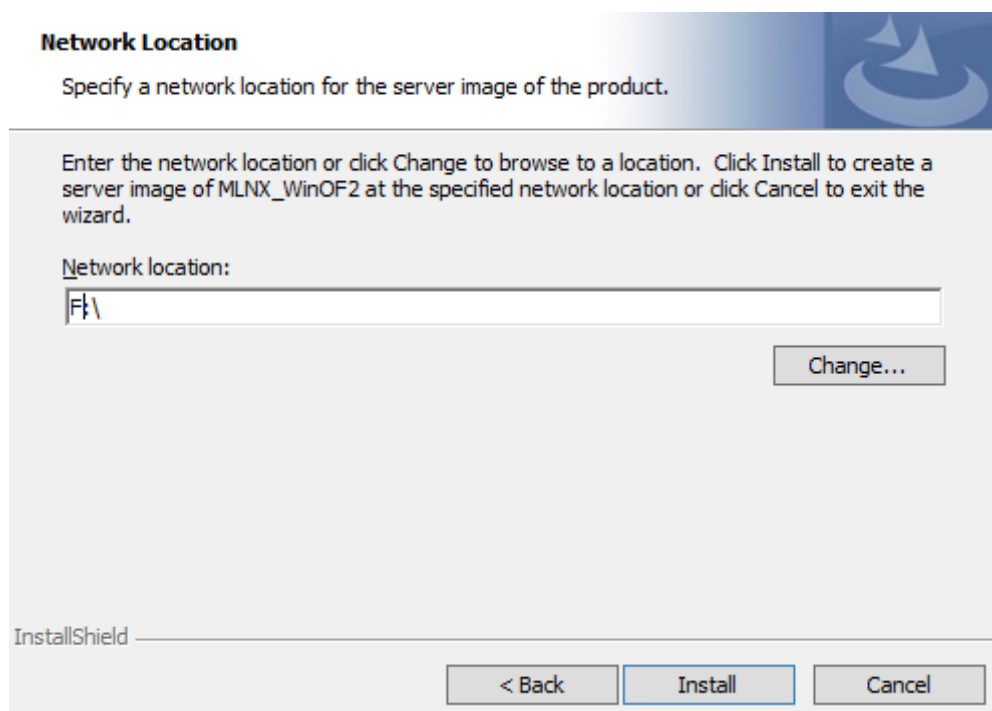 Network Location
Specify a network location for the server image of the product.
Enter the network location or click Change to browse to a location.  Click Install to create a
server image of MLNX_WinOF2 at the specified network location or click Cancel to exit the
wizard.
Network location:
F:\
Change...
InstallShield
< Back
Install
Cancel